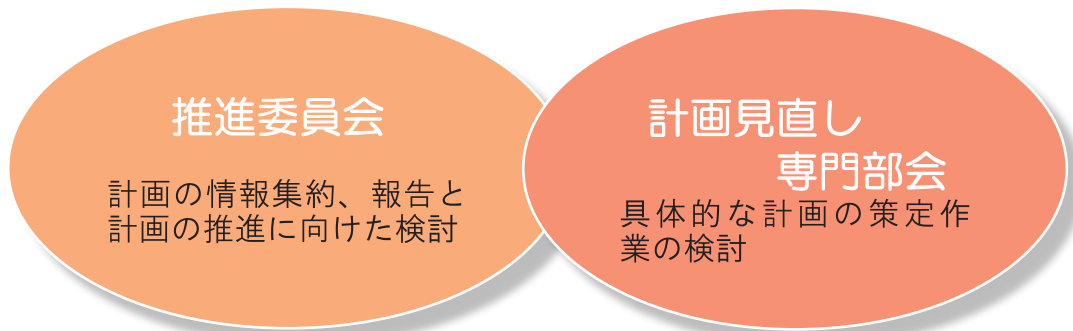 推進委員会
計画の情報集約、報告と
計画の推進に向けた検討
計画見直し
専門部会
具体的な計画の策定作
業の検討